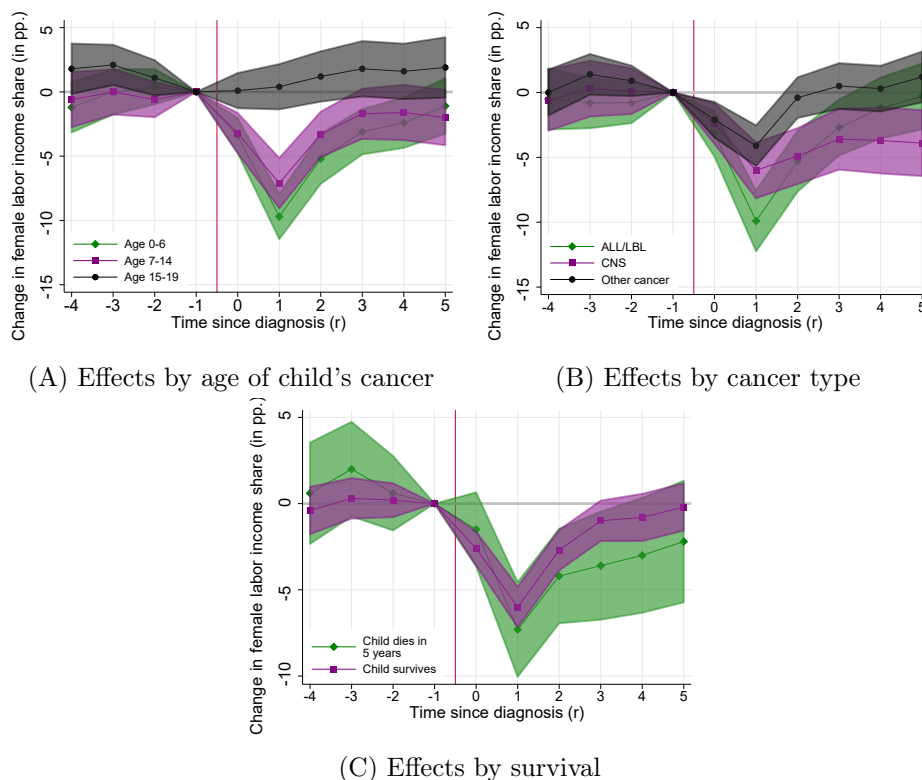 Change in female labor income share (in pp.)
5
0
-5
-10
-15
Age 0-6
Age 7-14
Age 15-19
-4 -3 -2 -1 0 1 2 3 4 5
Time since diagnosis (r)
(A) Effects by age of child's cancer
Change in female labor income share (in pp.)
5
0
-5
-10
-15
ALL/LBL
CNS
Other cancer
-4 -3 -2 -1 0 1 2 3 4 5
Time since diagnosis (r)
(B) Effects by cancer type
Change in female labor income share (in pp.)
5
0
-5
-10
Child dies in
5 years
Child survives
-4 -3 -2 -1 0 1 2 3 4 5
Time since diagnosis (r)
(C) Effects by survival